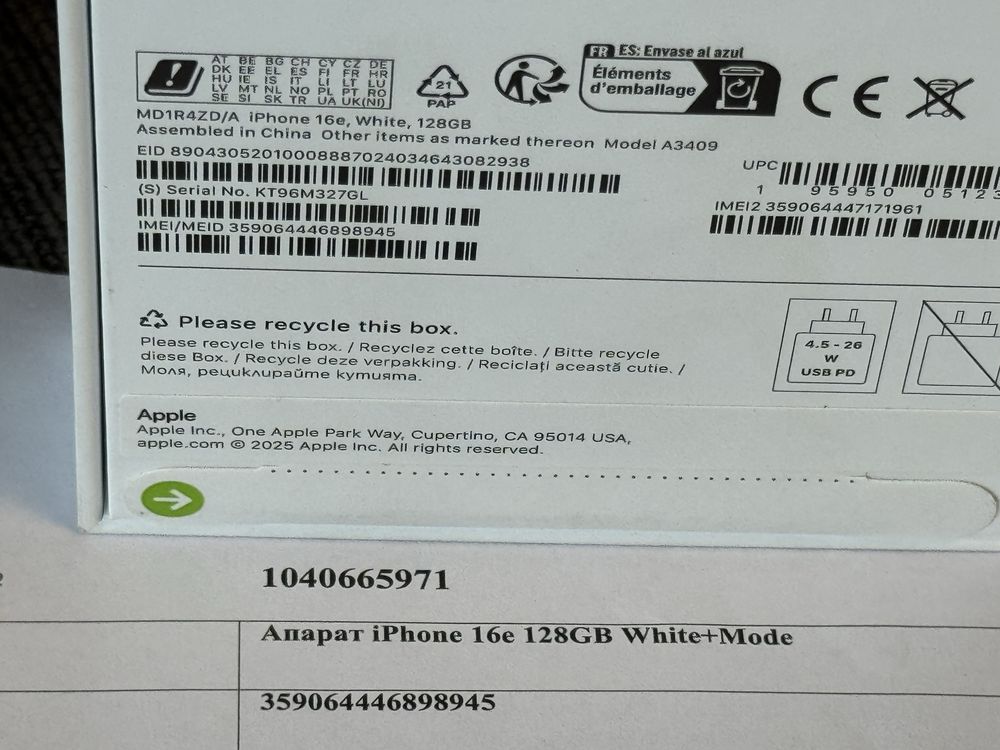 FR ES: Envase al azul
Éléments
d'emballage
AT BE BG CH CY CZ DE
DK EE EL ES FI FR HR
HU IE IS IT LI LT LU
LV MT NL NO PL PT RO
SE SI SK TR UA UK(NI)
21
PAP
CE
MD1R4ZD/A iPhone 16e, White, 128GB
Assembled in China Other items as marked thereon Model A3409
EID 89043052010008887024034643082938
UPC
1 95950 05123
(S) Serial No. KT96M327GL
IMEI2 359064447171961
IMEI/MEID 359064446898945
Please recycle this box.
Please recycle this box. / Recyclez cette boîte. / Bitte recycle
diese Box. / Recycle deze verpakking. / Reciclați această cutie. /
Моля, рециклирайте кутията.
4.5 - 26
W
USB PD
Apple
Apple Inc., One Apple Park Way, Cupertino, CA 95014 USA,
apple.com © 2025 Apple Inc. All rights reserved.
1040665971
Апарат iPhone 16e 128GB White+Mode
359064446898945